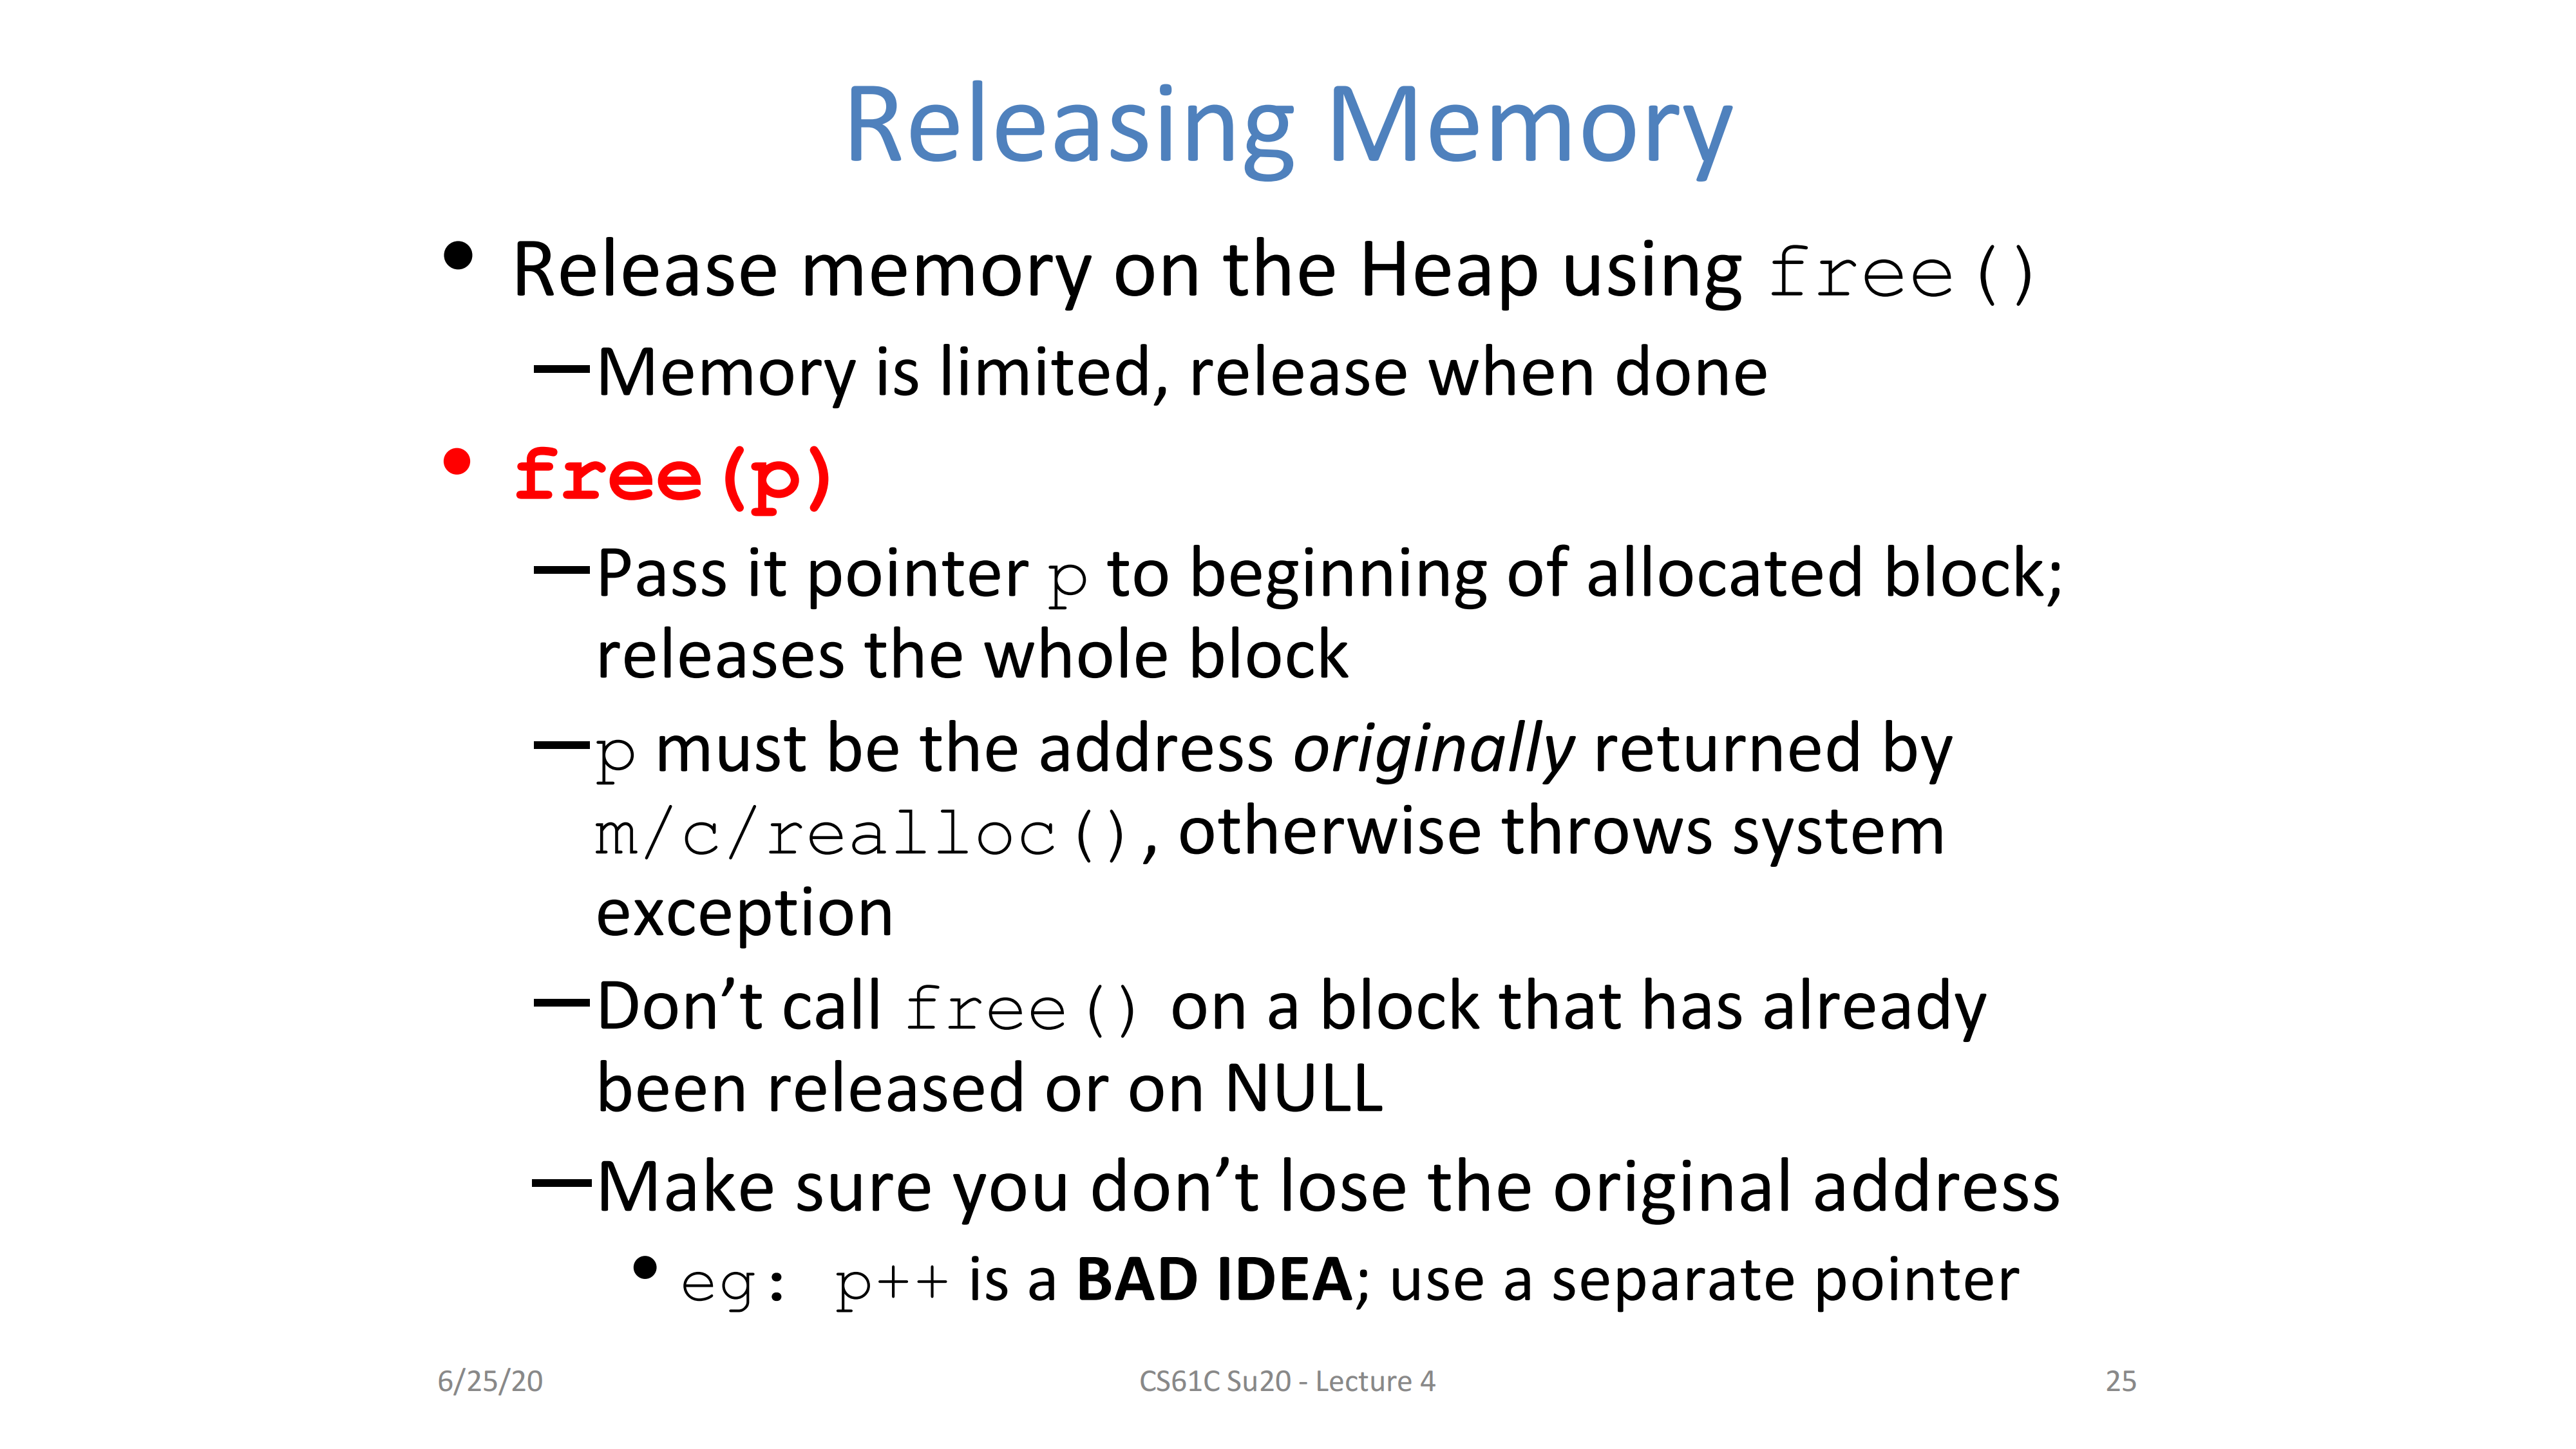 Releasing Memory
• Release memory on the Heap using free()
—Memory is limited, release when done
• free(p)
—Pass it pointer p to beginning of allocated block;
releases the whole block
—p must be the address originally returned by
m/c/realloc(), otherwise throws system
exception
—Don’t call free() on a block that has already
been released or on NULL
—Make sure you don’t lose the original address
• eg: p++ is a BAD IDEA; use a separate pointer
6/25/20
CS61C Su20 - Lecture 4
25